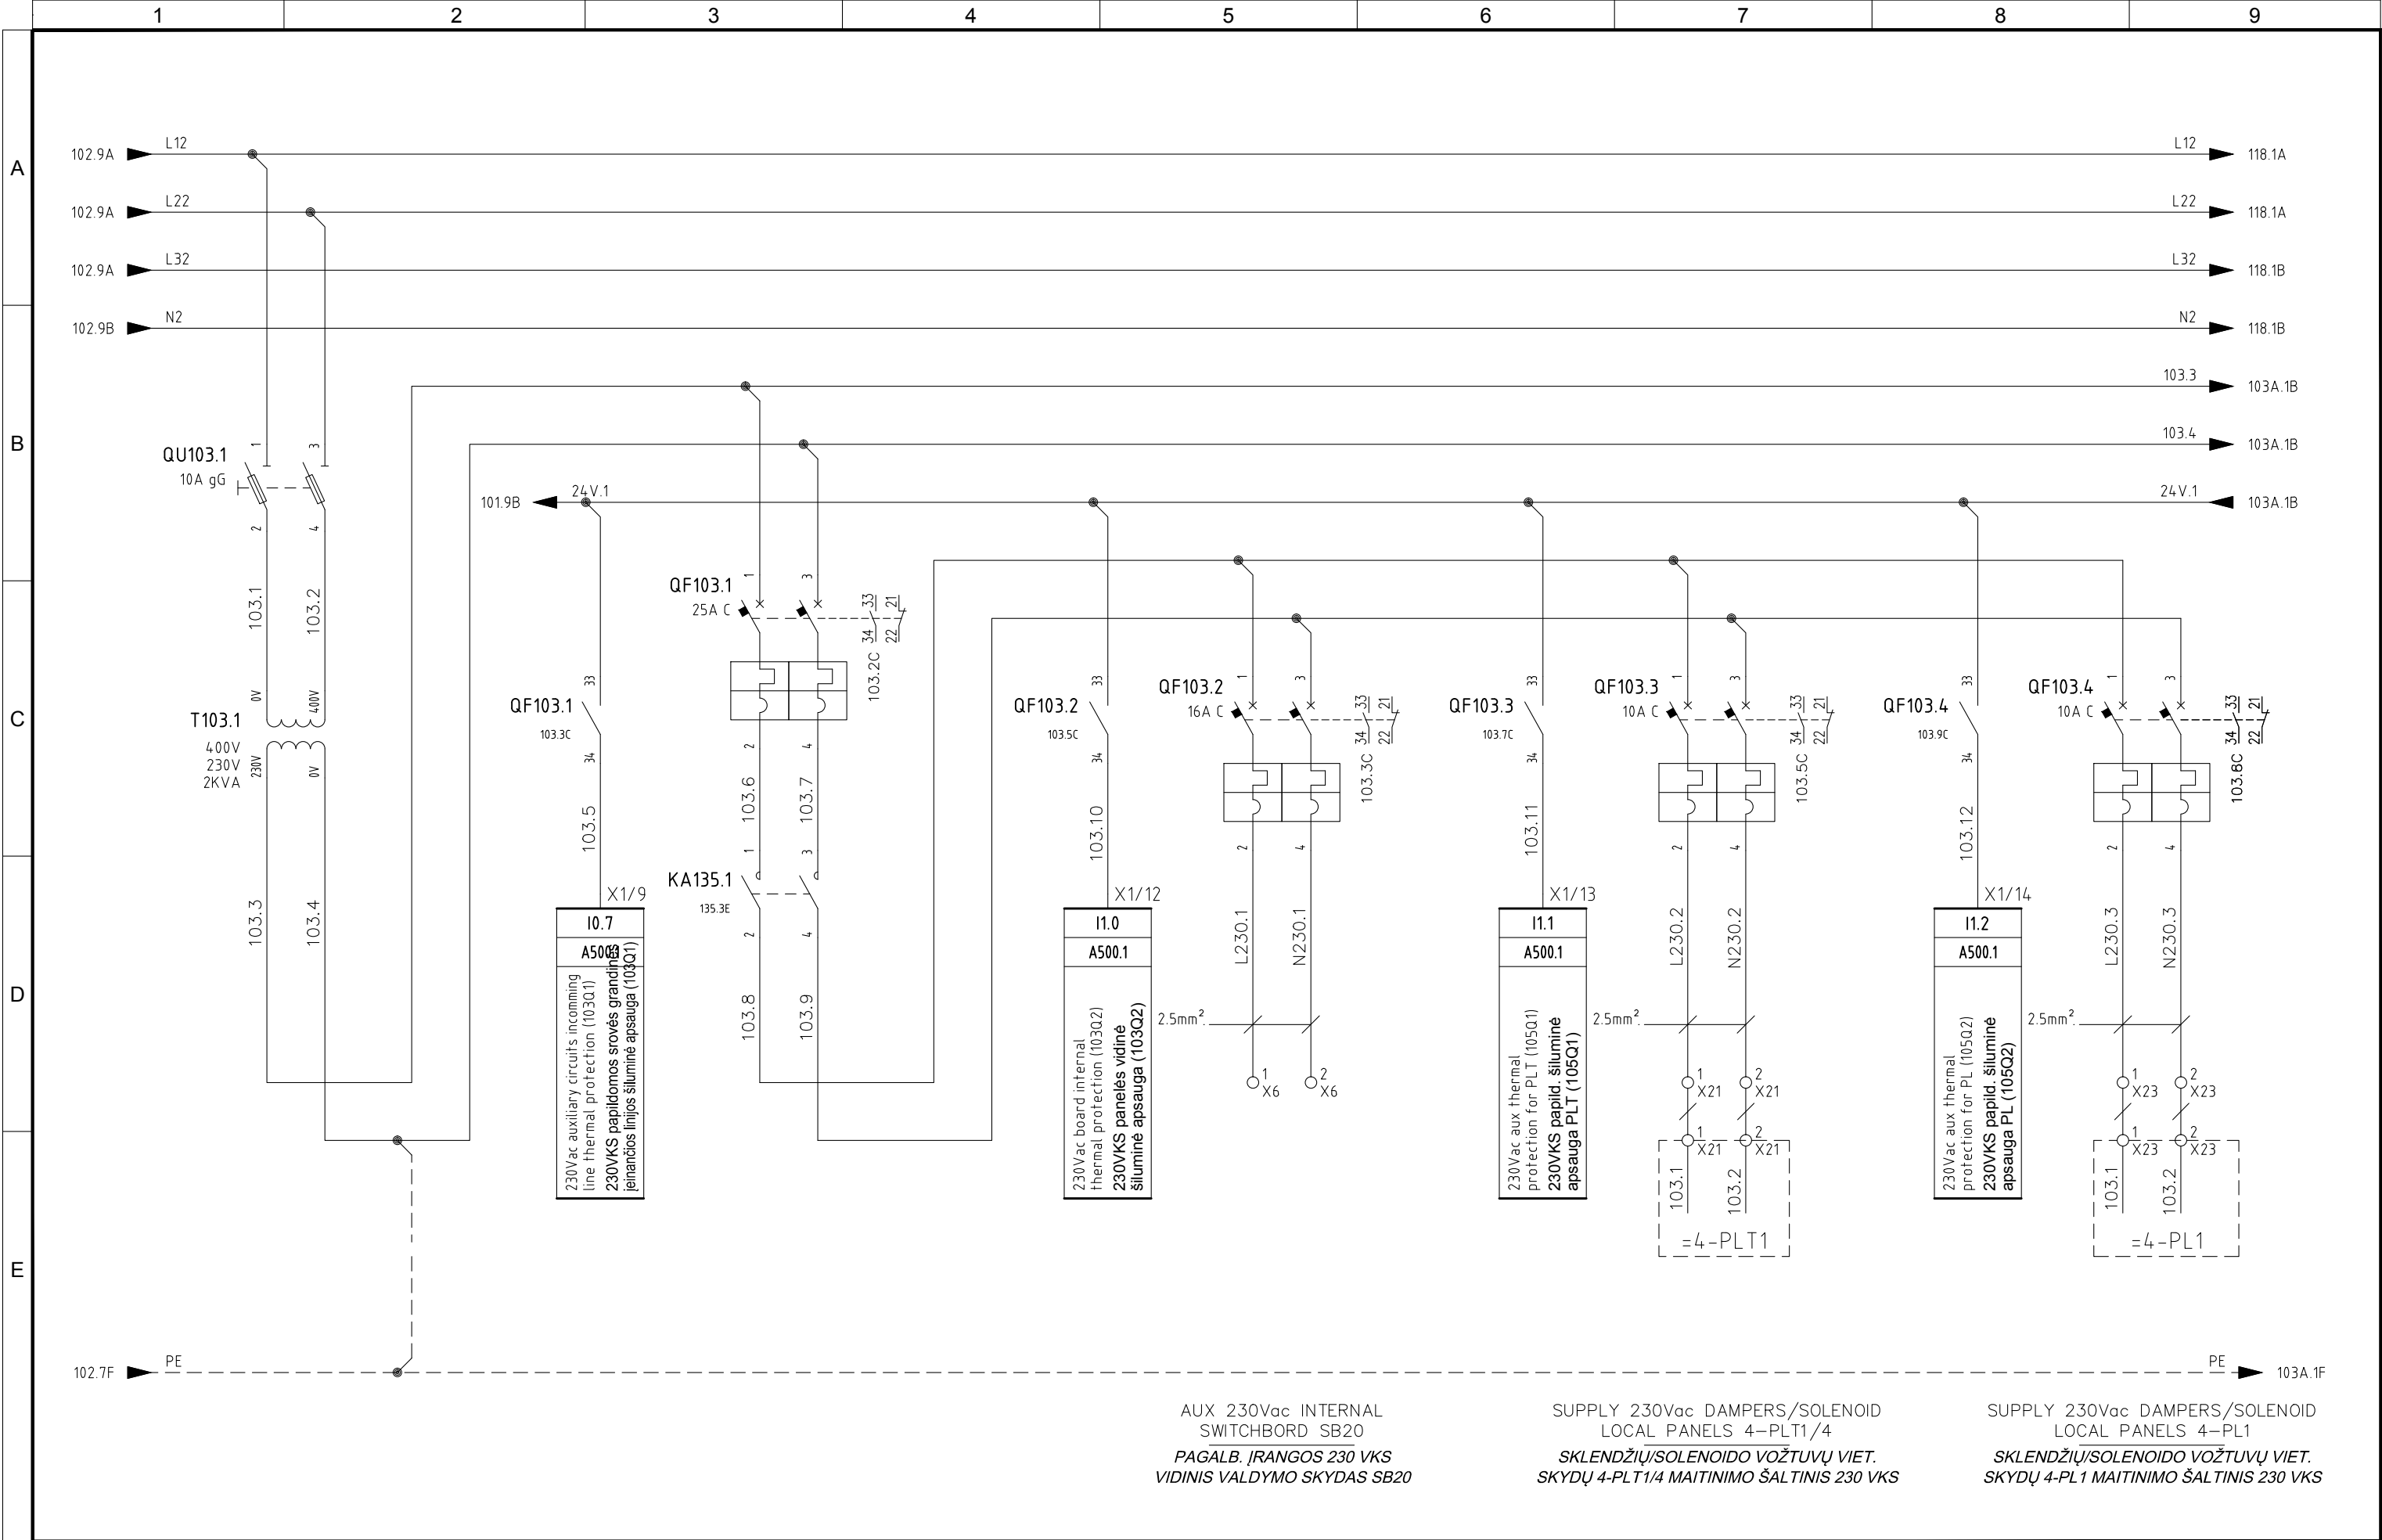 1 2 3 4 5 6 7 8 9
A
B
C
D
E
102.9A L12 L12 118.1A
102.9A L22 L22 118.1A
102.9A L32 L32 118.1B
102.9B N2 N2 118.1B
103.3 103A.1B
103.4 103A.1B
101.9B 24V.1 24V.1 103A.1B
QU103.1
10A gG
1 3
2 4
103.1 103.2
0V 400V
T103.1
400V
230V
2KVA
230V 0V
103.3 103.4
QF103.1
103.3C
33
34
103.5
X1/9
I0.7
A500.1
230Vac auxiliary circuits incomming
line thermal protection (103Q1)
230VKS papildomos srovės grandinės
įeinančios linijos šiluminė apsauga (103Q1)
QF103.1
25A C
1 3
33 21
34 22
103.2C
2 4
103.6 103.7
1 3
KA135.1
135.3E
2 4
103.8 103.9
QF103.2
103.5C
33
34
103.10
X1/12
I1.0
A500.1
230Vac board internal
thermal protection (103Q2)
230VKS panelės vidinė
šiluminė apsauga (103Q2)
QF103.2
16A C
1 3
33 21
34 22
103.3C
2 4
L230.1 N230.1
2.5mm².
1 2
X6 X6
QF103.3
103.7C
33
34
103.11
X1/13
I1.1
A500.1
230Vac aux thermal
protection for PLT (105Q1)
230VKS papild. šiluminė
apsauga PLT (105Q1)
QF103.3
10A C
1 3
33 21
34 22
103.5C
2 4
L230.2 N230.2
2.5mm².
1 2
X21 X21
1 2
X21 X21
103.1 103.2
=4-PLT1
QF103.4
103.9C
33
34
103.12
X1/14
I1.2
A500.1
230Vac aux thermal
protection for PL (105Q2)
230VKS papild. šiluminė
apsauga PL (105Q2)
QF103.4
10A C
1 3
33 21
34 22
103.8C
2 4
L230.3 N230.3
2.5mm².
1 2
X23 X23
1 2
X23 X23
103.1 103.2
=4-PL1
102.7F PE PE 103A.1F
AUX 230Vac INTERNAL
SWITCHBORD SB20
PAGALB. ĮRANGOS 230 VKS
VIDINIS VALDYMO SKYDAS SB20
SUPPLY 230Vac DAMPERS/SOLENOID
LOCAL PANELS 4-PLT1/4
SKLENDŽIŲ/SOLENOIDO VOŽTUVŲ VIET.
SKYDŲ 4-PLT1/4 MAITINIMO ŠALTINIS 230 VKS
SUPPLY 230Vac DAMPERS/SOLENOID
LOCAL PANELS 4-PL1
SKLENDŽIŲ/SOLENOIDO VOŽTUVŲ VIET.
SKYDŲ 4-PL1 MAITINIMO ŠALTINIS 230 VKS